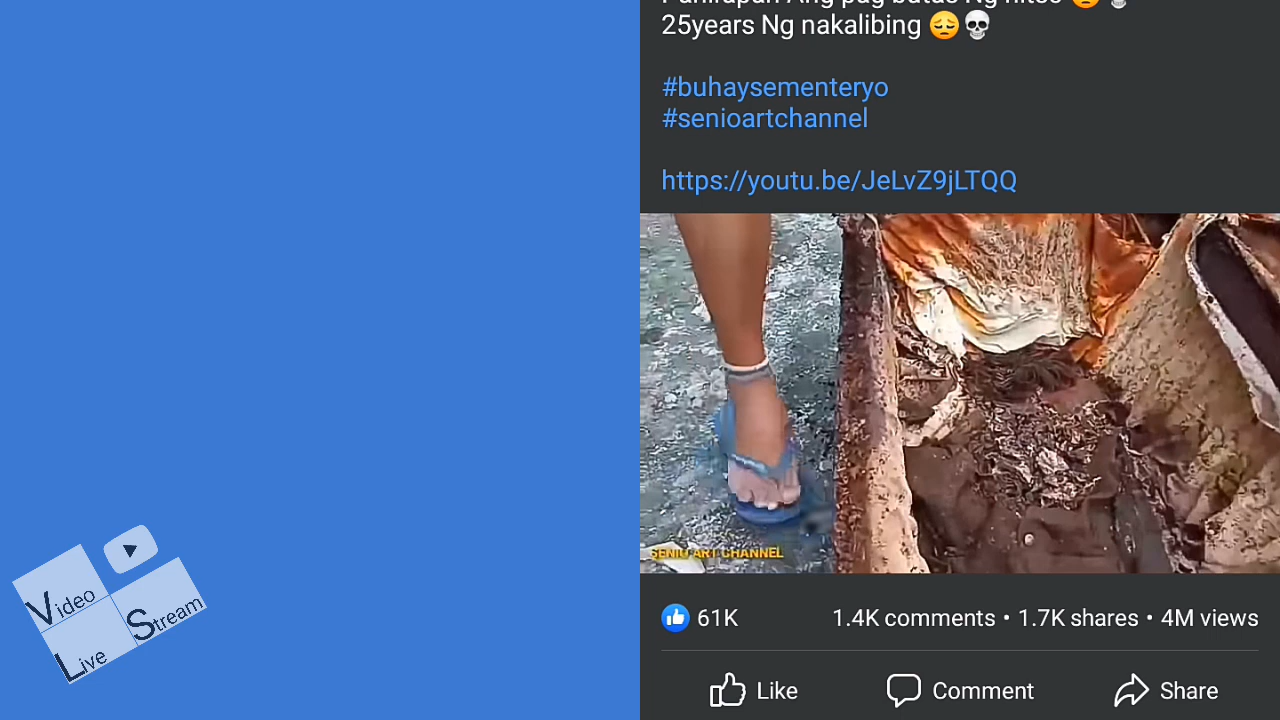 25years Ng nakalibing
#buhaysementeryo
#senioartchannel
https://youtu.be/JeLvZ9jLTQQ
SENIO ART CHANNEL
61K
1.4K comments • 1.7K shares • 4M views
Like
Comment
Share
Video
Live
Stream